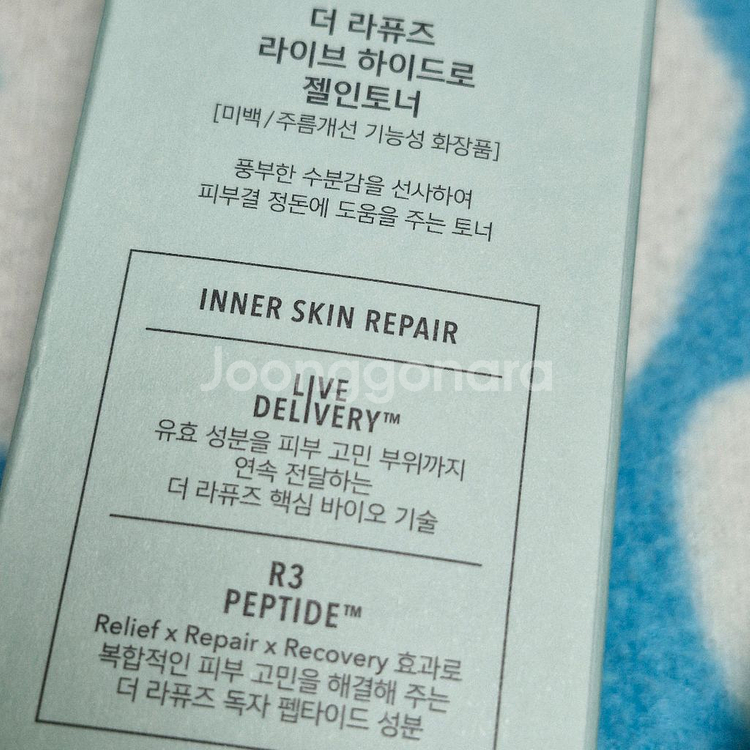 더 라퓨즈
라이브 하이드로
젤인토너
[미백/주름개선 기능성 화장품]
풍부한 수분감을 선사하여
피부결 정돈에 도움을 주는 토너
INNER SKIN REPAIR
Joonggonara
LIVE
DELIVERY™
유효 성분을 피부 고민 부위까지
연속 전달하는
더 라퓨즈 핵심 바이오 기술
R3
PEPTIDE™
Relief x Repair x Recovery 효과로
복합적인 피부 고민을 해결해 주는
더 라퓨즈 독자 펩타이드 성분